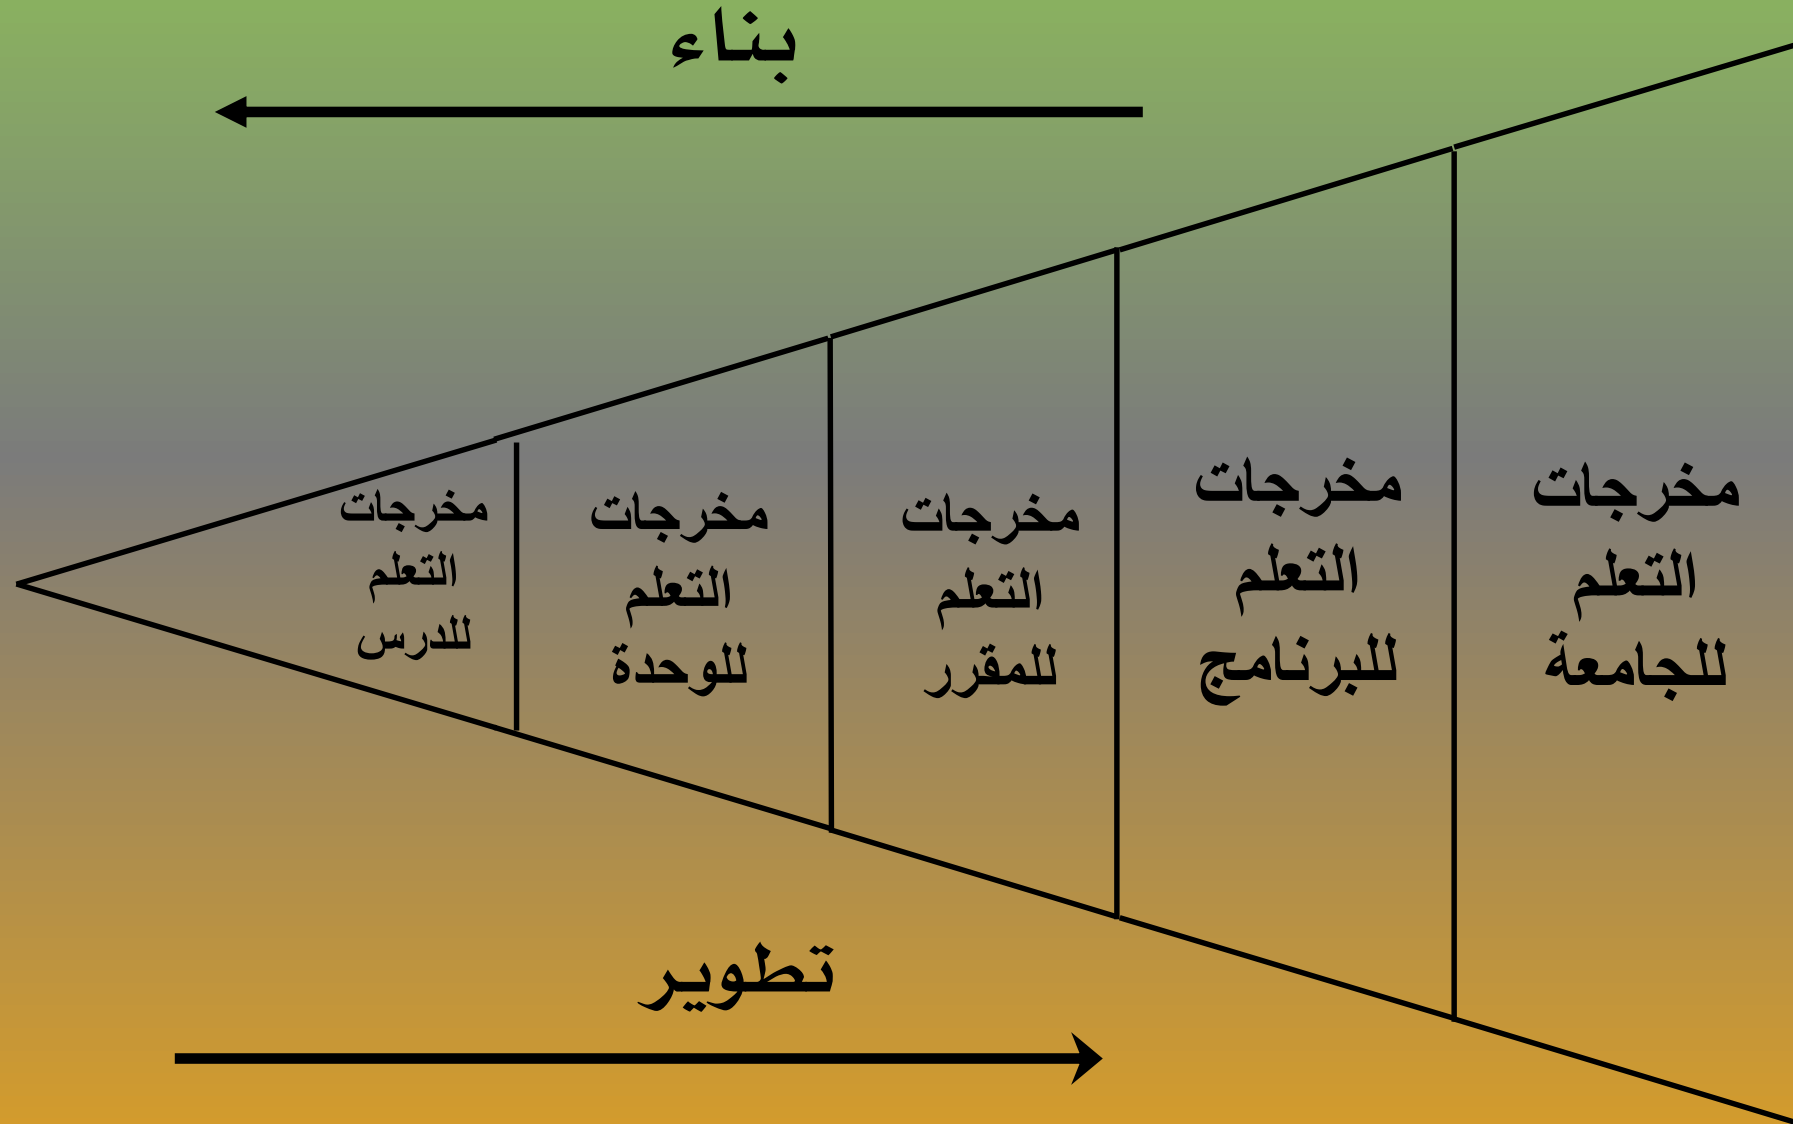 بناء
مخرجات
التعلم
للجامعة
مخرجات
التعلم
للبرنامج
مخرجات
التعلم
للمقرر
مخرجات
التعلم
للوحدة
مخرجات
التعلم
للدرس
تطوير